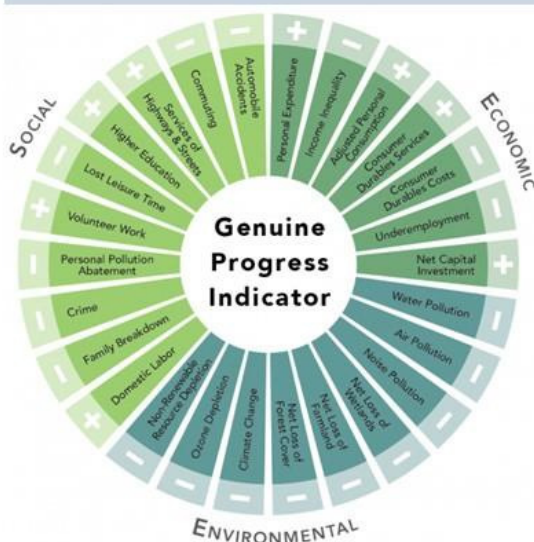 Genuine
Progress
Indicator
ECONOMIC
+
Personal Expenditure
−
Income Inequality
+
Adjusted Personal
Consumption
+
Consumer
Durables Services
−
Consumer
Durables Costs
−
Underemployment
+
Net Capital
Investment
ENVIRONMENTAL
−
Water Pollution
−
Air Pollution
−
Noise Pollution
−
Net Loss of
Wetlands
−
Net Loss of
Farmland
−
Net Loss of
Forest Cover
−
Climate Change
−
Ozone Depletion
−
Non-Renewable
Resource Depletion
SOCIAL
+
Domestic Labor
−
Family Breakdown
−
Crime
−
Personal Pollution
Abatement
+
Volunteer Work
−
Lost Leisure Time
+
Higher Education
+
Services of
Highways & Streets
−
Commuting
−
Automobile
Accidents